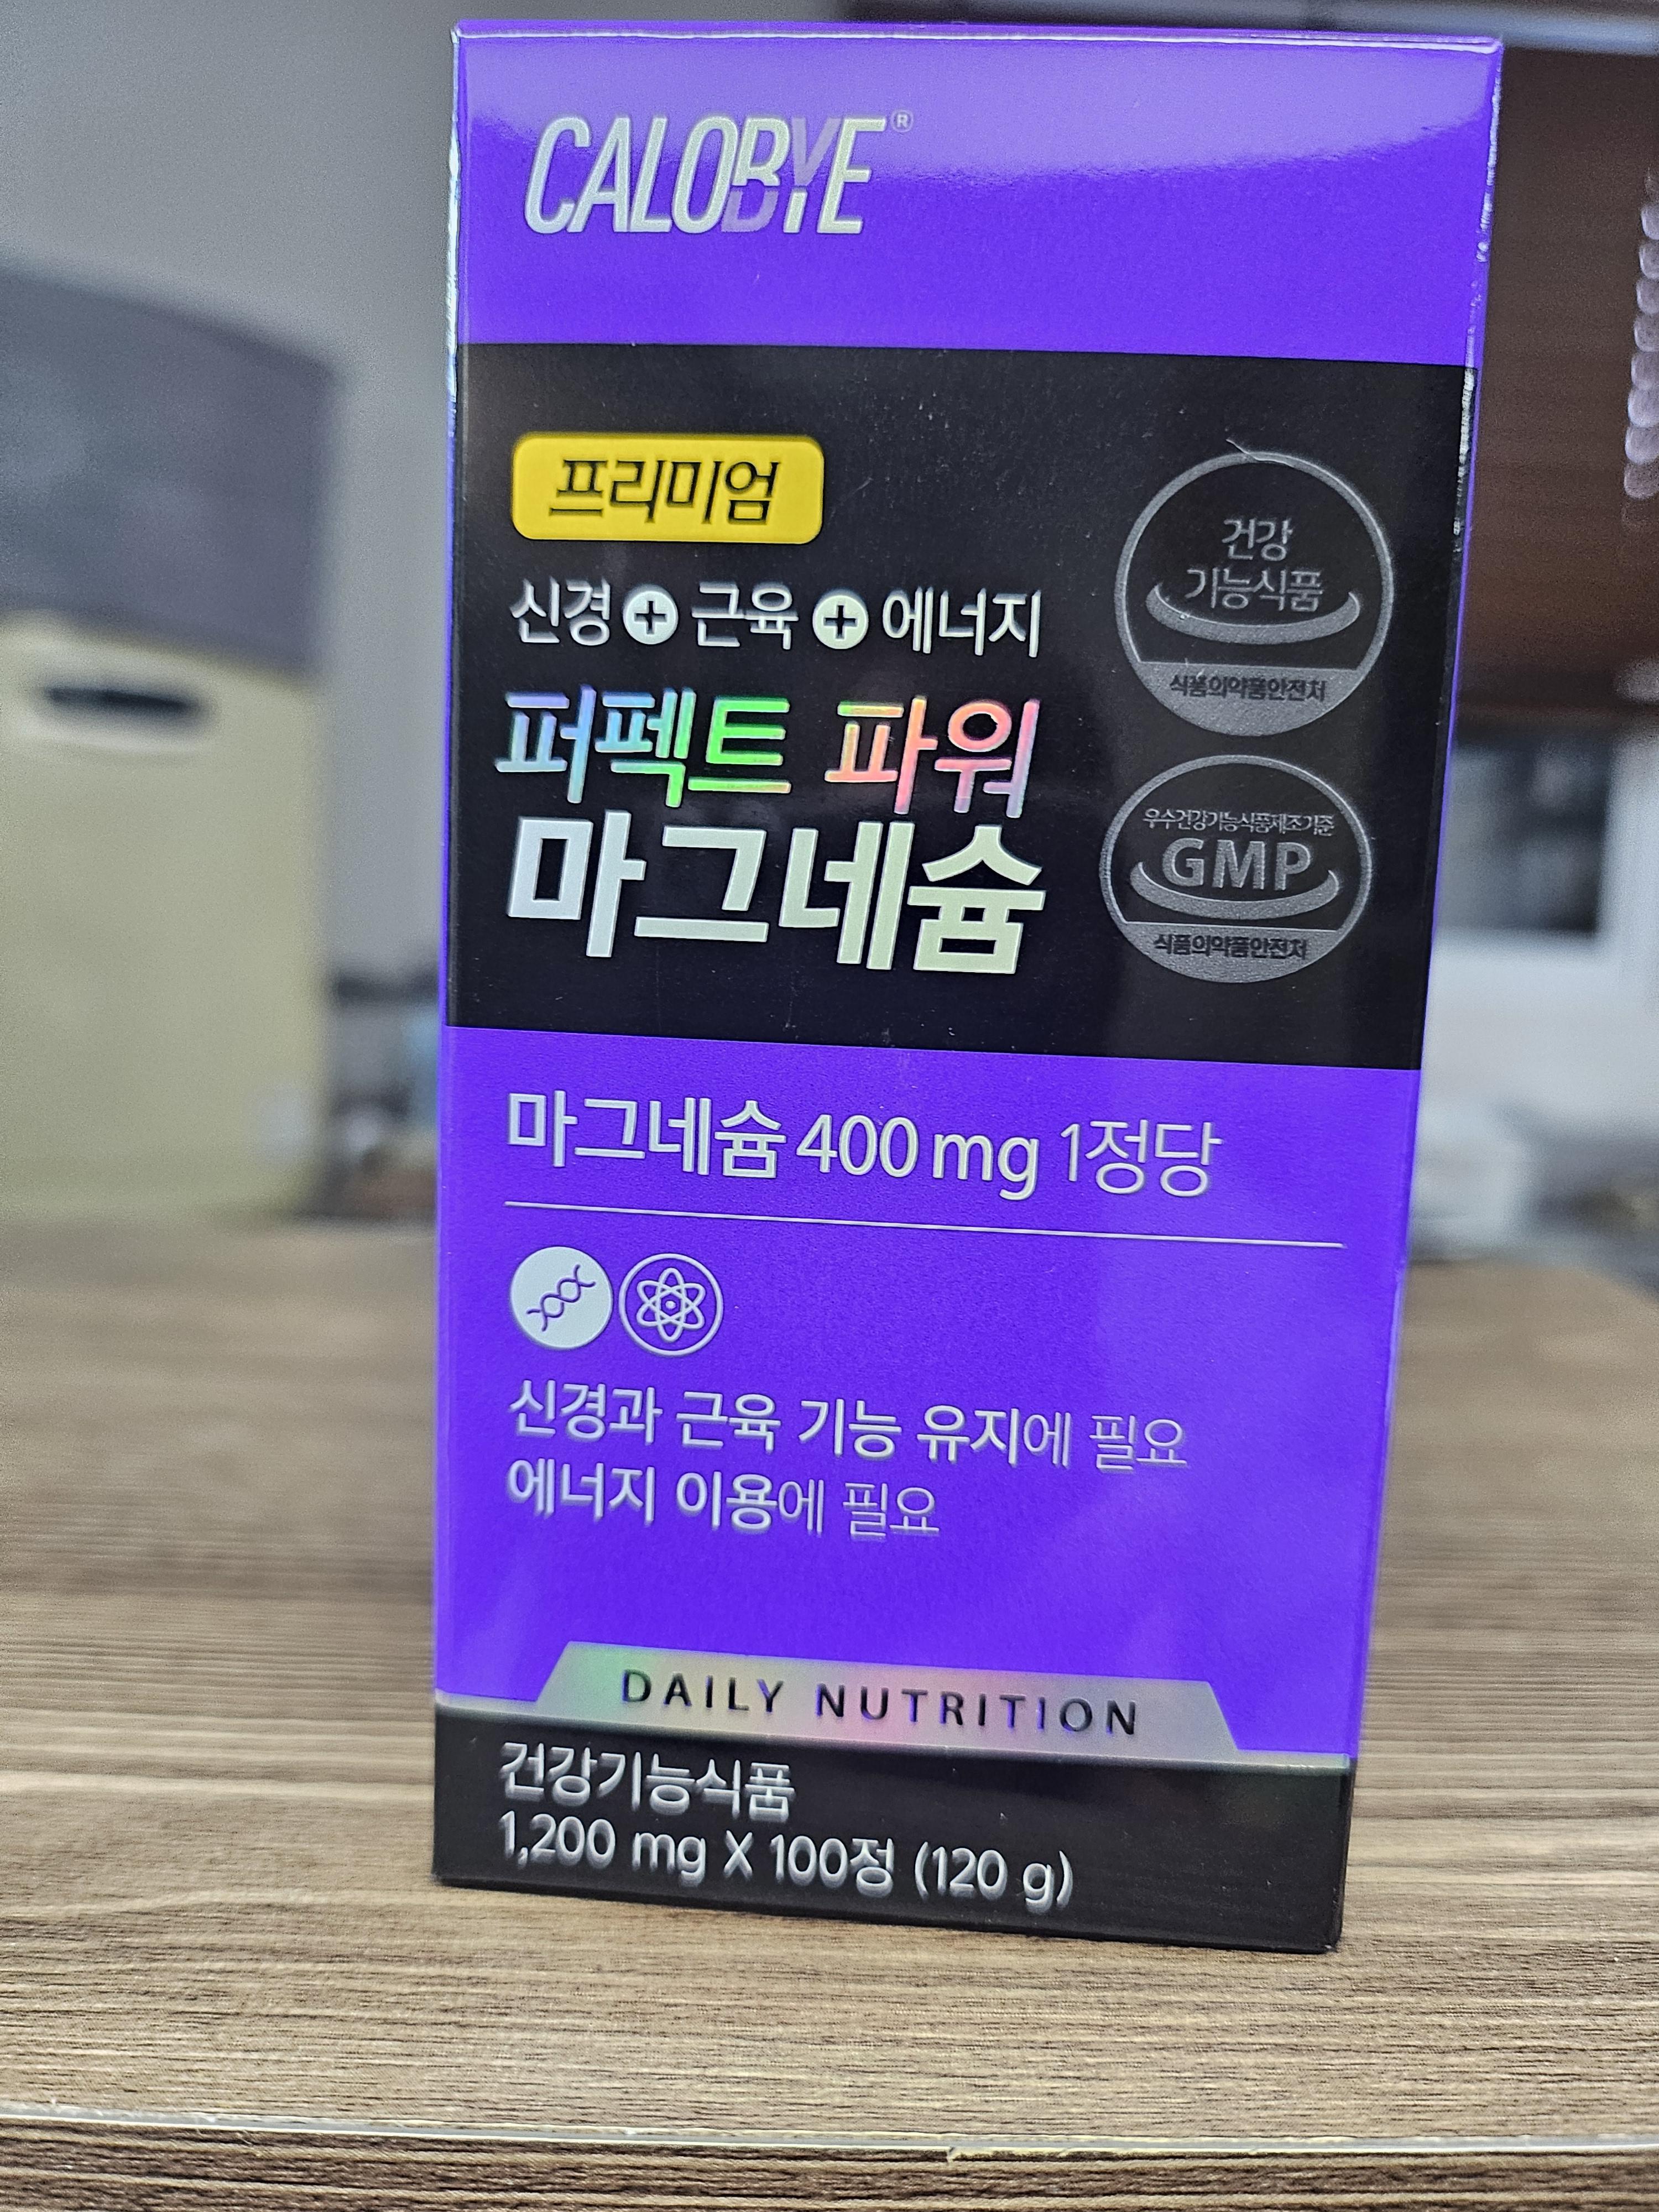 CALOBYE®
프리미엄
신경+근육+에너지
퍼펙트 파워
마그네슘
건강
기능식품
식품의약품안전처
우수건강기능식품제조기준
GMP
식품의약품안전처
마그네슘 400 mg 1정당
신경과 근육 기능 유지에 필요
에너지 이용에 필요
DAILY NUTRITION
건강기능식품
1,200 mg X 100정 (120 g)